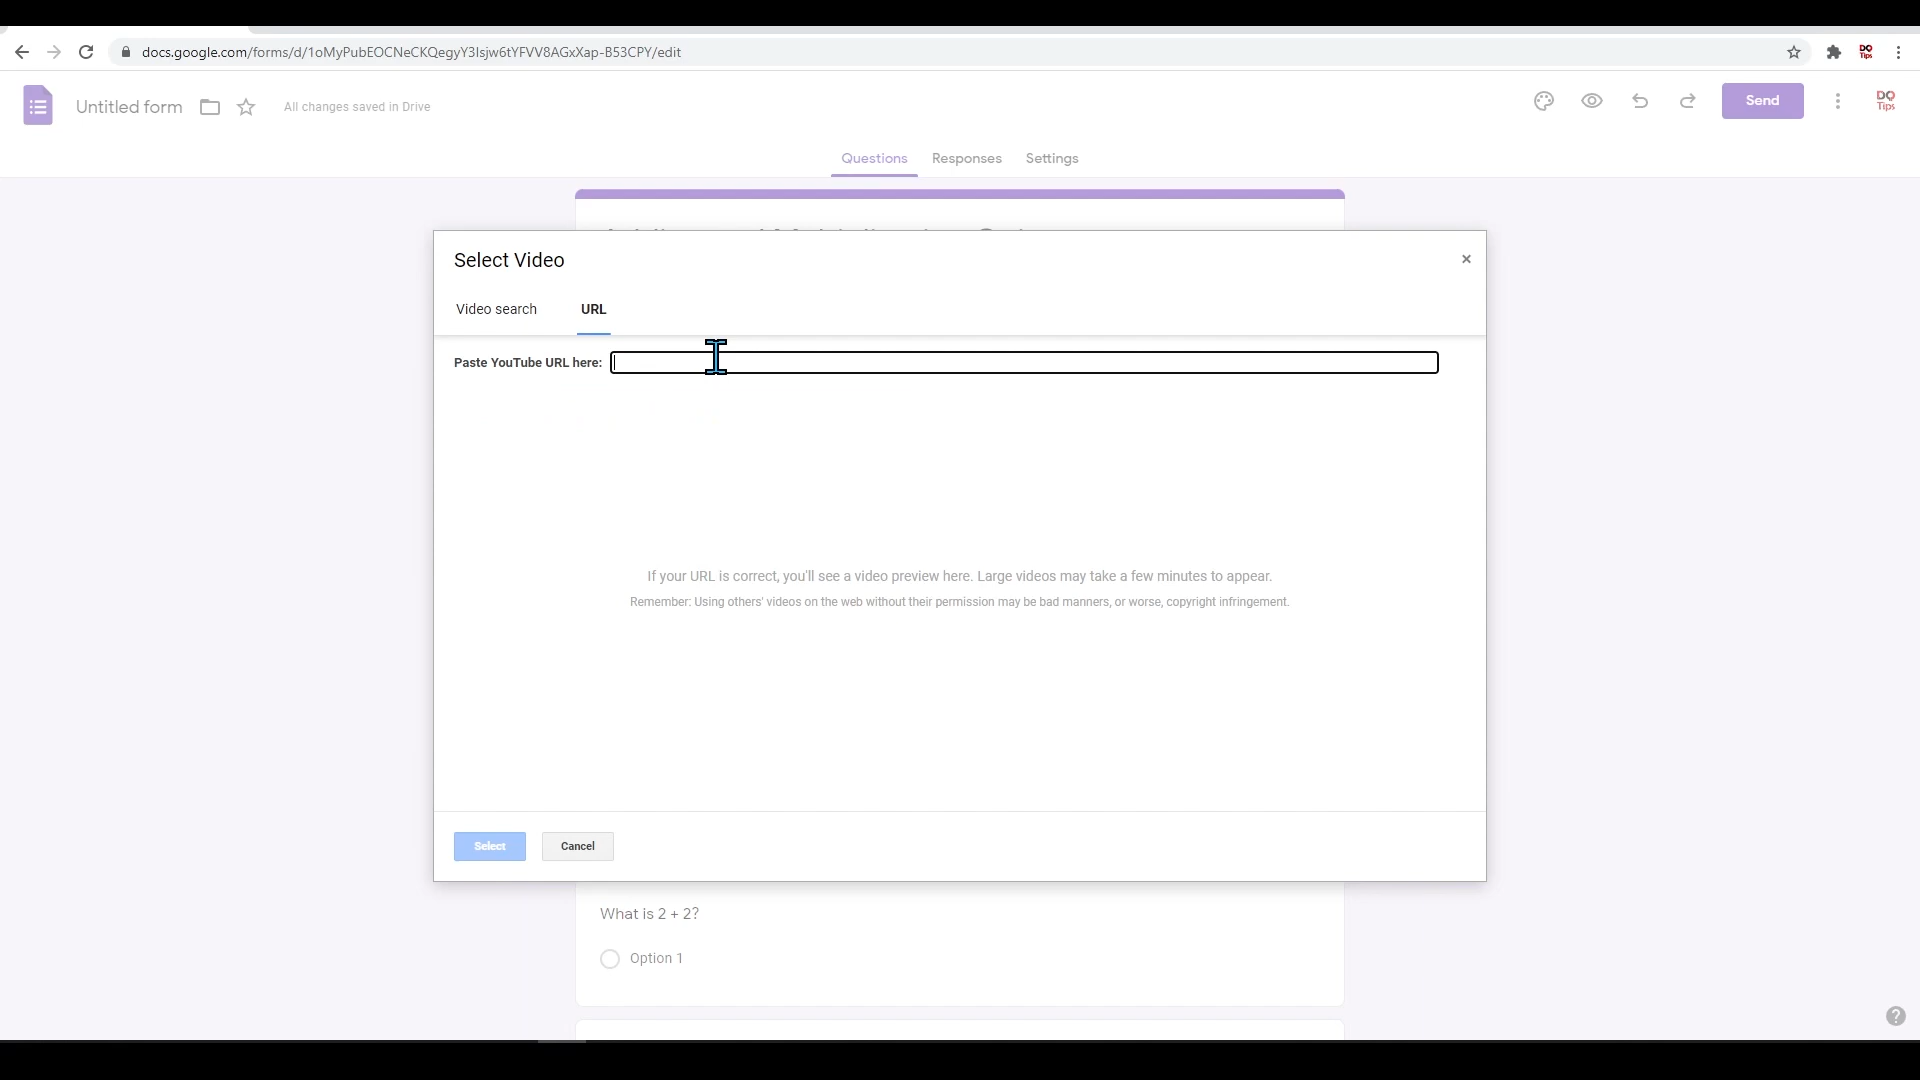 docs.google.com/forms/d/1oMyPubEOCNeCKQegyY3Isjw6tYFVV8AGxXap-B53CPY/edit
DQ Tips
Untitled form
All changes saved in Drive
Send
DQ
Tips
Questions Responses Settings
Select Video
×
Video search URL
Paste YouTube URL here:
If your URL is correct, you'll see a video preview here. Large videos may take a few minutes to appear.
Remember: Using others' videos on the web without their permission may be bad manners, or worse, copyright infringement.
Select Cancel
What is 2 + 2?
Option 1
?